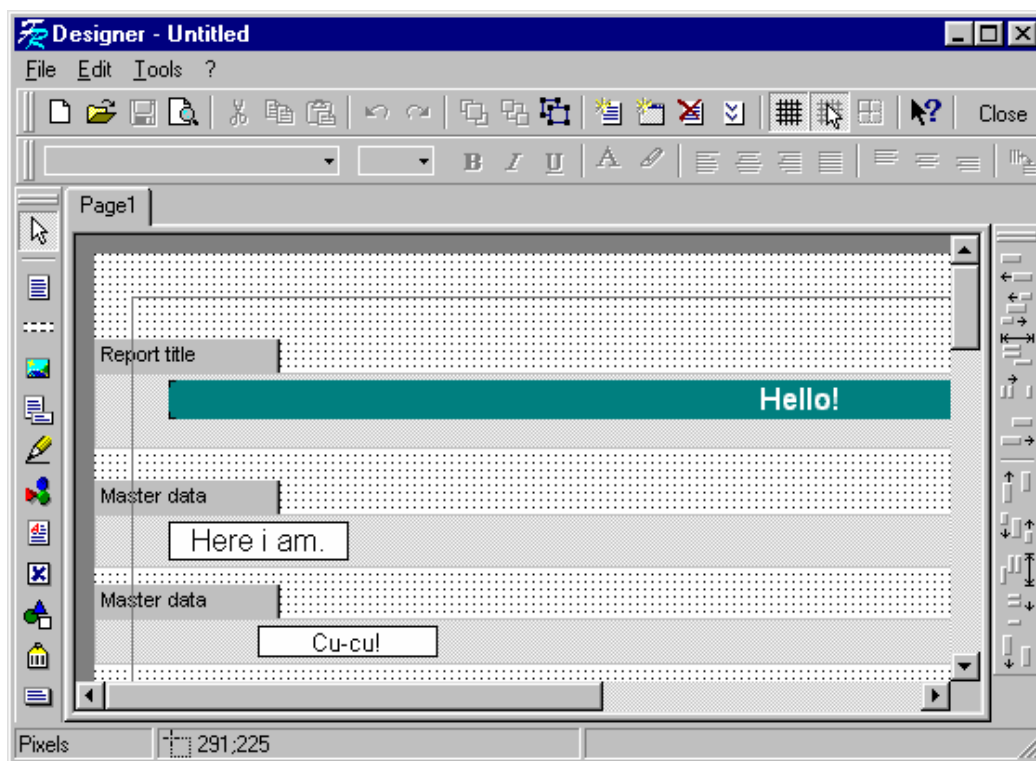 Designer - Untitled
File Edit Tools ?
Close
B I U A
Page1
Report title
Hello!
Master data
Here i am.
Master data
Cu-cu!
Pixels 291;225